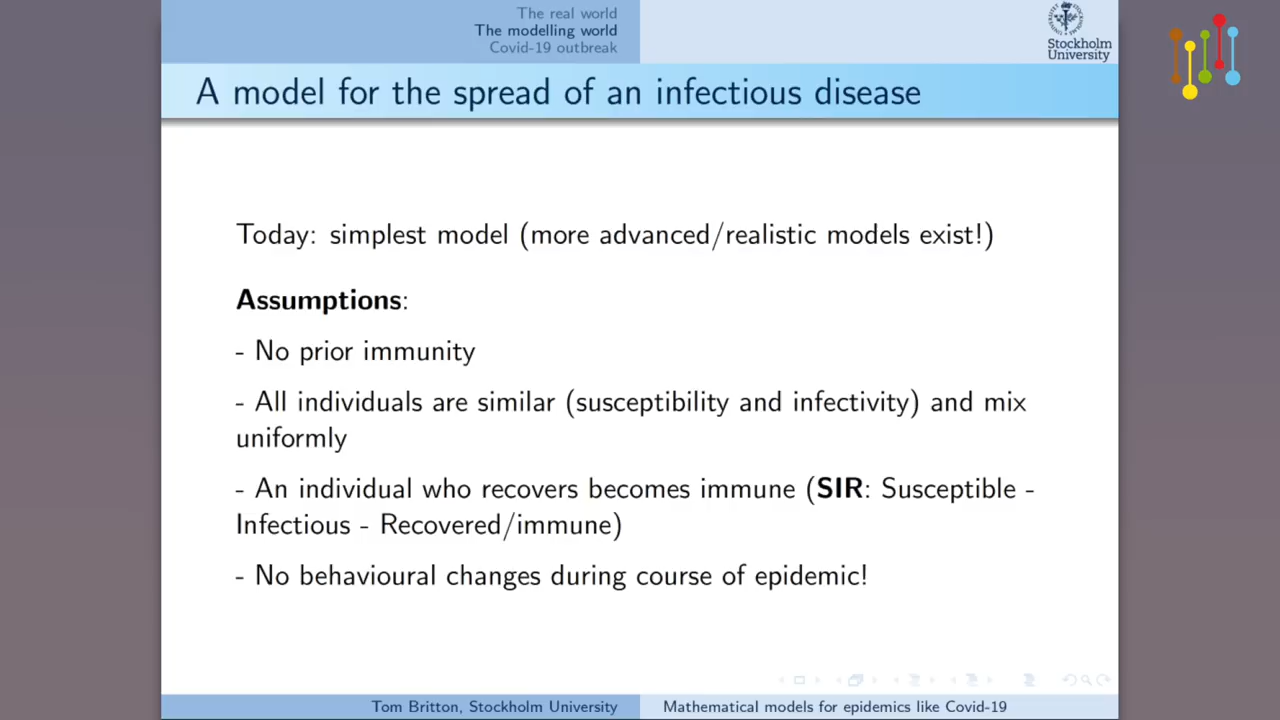 The real world
The modelling world
Covid-19 outbreak
Stockholm
University
A model for the spread of an infectious disease
Today: simplest model (more advanced/realistic models exist!)
Assumptions:
- No prior immunity
- All individuals are similar (susceptibility and infectivity) and mix
uniformly
- An individual who recovers becomes immune (SIR: Susceptible -
Infectious - Recovered/immune)
- No behavioural changes during course of epidemic!
Tom Britton, Stockholm University
Mathematical models for epidemics like Covid-19